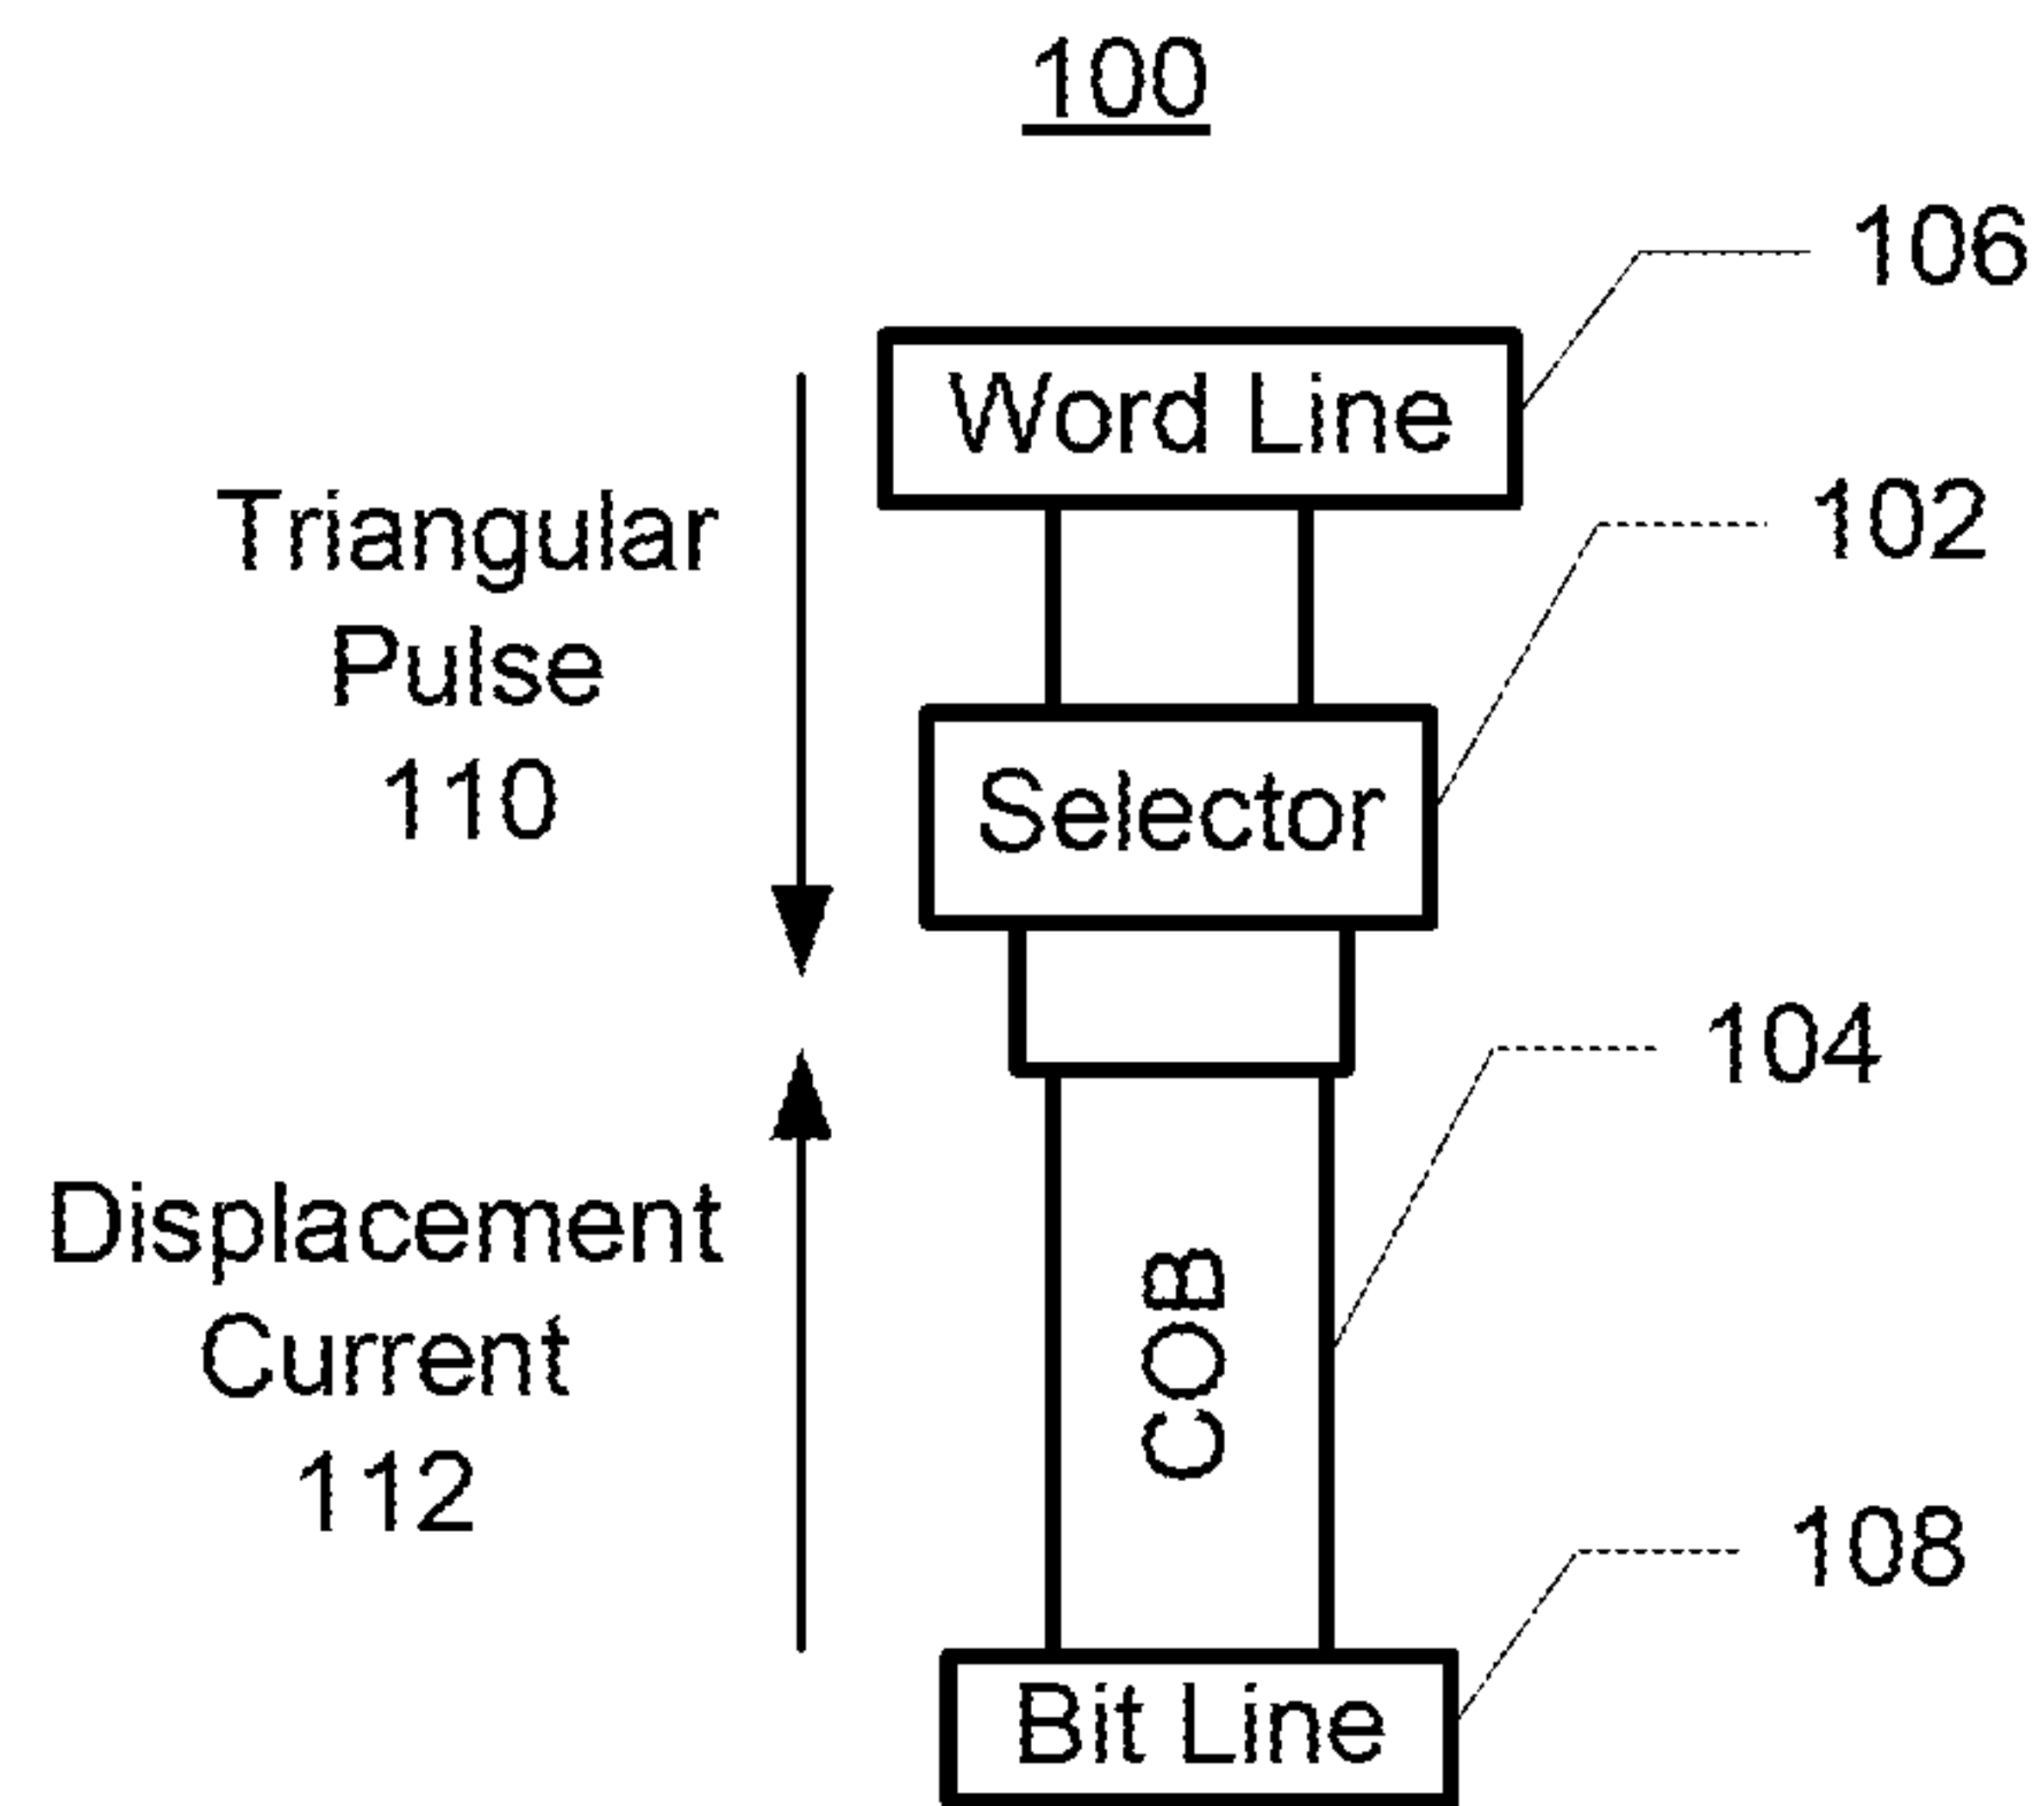 100
106
Word Line
102
Triangular
Pulse
110
Selector
104
Displacement
Current
112
COB
108
Bit Line